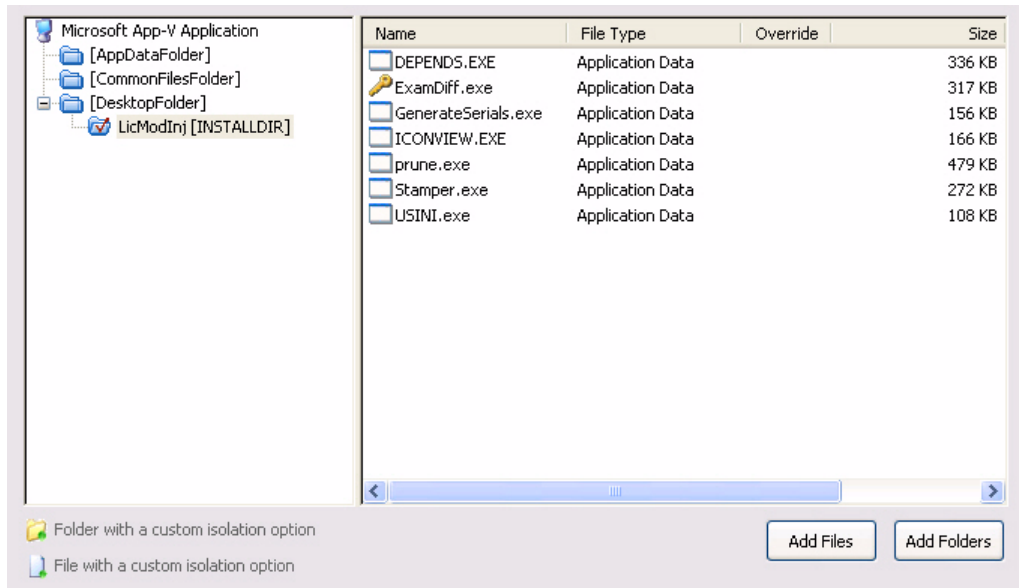 Microsoft App-V Application
[AppDataFolder]
[CommonFilesFolder]
[DesktopFolder]
LicModInj [INSTALLDIR]
Name File Type Override Size
DEPENDS.EXE Application Data 336 KB
ExamDiff.exe Application Data 317 KB
GenerateSerials.exe Application Data 156 KB
ICONVIEW.EXE Application Data 166 KB
prune.exe Application Data 479 KB
Stamper.exe Application Data 272 KB
USINI.exe Application Data 108 KB
Folder with a custom isolation option
File with a custom isolation option
Add Files Add Folders